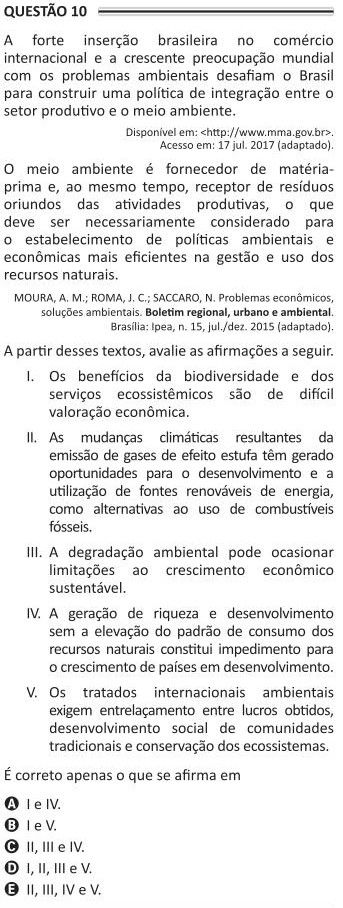 QUESTÃO 10
A forte inserção brasileira no comércio
internacional e a crescente preocupação mundial
com os problemas ambientais desafiam o Brasil
para construir uma política de integração entre o
setor produtivo e o meio ambiente.
Disponível em: <http://www.mma.gov.br>.
Acesso em: 17 jul. 2017 (adaptado).
O meio ambiente é fornecedor de matéria-
prima e, ao mesmo tempo, receptor de resíduos
oriundos das atividades produtivas, o que
deve ser necessariamente considerado para
o estabelecimento de políticas ambientais e
econômicas mais eficientes na gestão e uso dos
recursos naturais.
MOURA, A. M.; ROMA, J. C.; SACCARO, N. Problemas econômicos,
soluções ambientais. Boletim regional, urbano e ambiental.
Brasília: Ipea, n. 15, jul./dez. 2015 (adaptado).
A partir desses textos, avalie as afirmações a seguir.
I. Os benefícios da biodiversidade e dos
serviços ecossistêmicos são de difícil
valoração econômica.
II. As mudanças climáticas resultantes da
emissão de gases de efeito estufa têm gerado
oportunidades para o desenvolvimento e a
utilização de fontes renováveis de energia,
como alternativas ao uso de combustíveis
fósseis.
III. A degradação ambiental pode ocasionar
limitações ao crescimento econômico
sustentável.
IV. A geração de riqueza e desenvolvimento
sem a elevação do padrão de consumo dos
recursos naturais constitui impedimento para
o crescimento de países em desenvolvimento.
V. Os tratados internacionais ambientais
exigem entrelaçamento entre lucros obtidos,
desenvolvimento social de comunidades
tradicionais e conservação dos ecossistemas.
É correto apenas o que se afirma em
A I e IV.
B I e V.
C II, III e IV.
D I, II, III e V.
E II, III, IV e V.